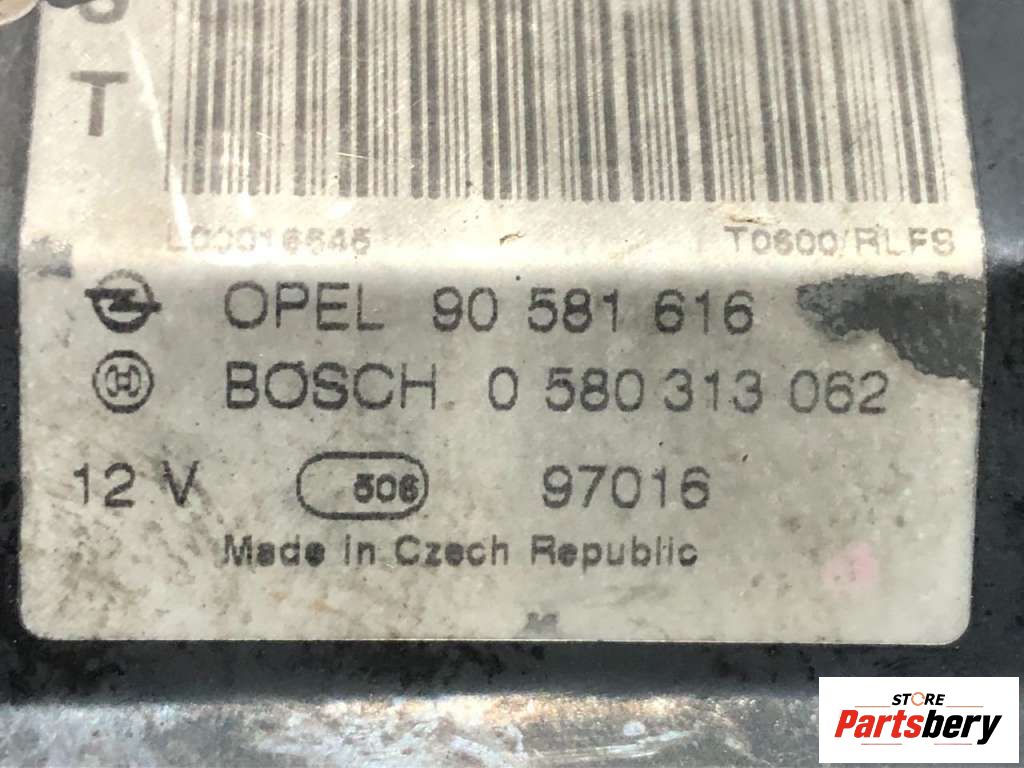 T
L00016645 T0600/RLFS
OPEL 90 581 616
BOSCH 0 580 313 062
12 V 506 97016
Made in Czech Republic
STORE
Partsbery